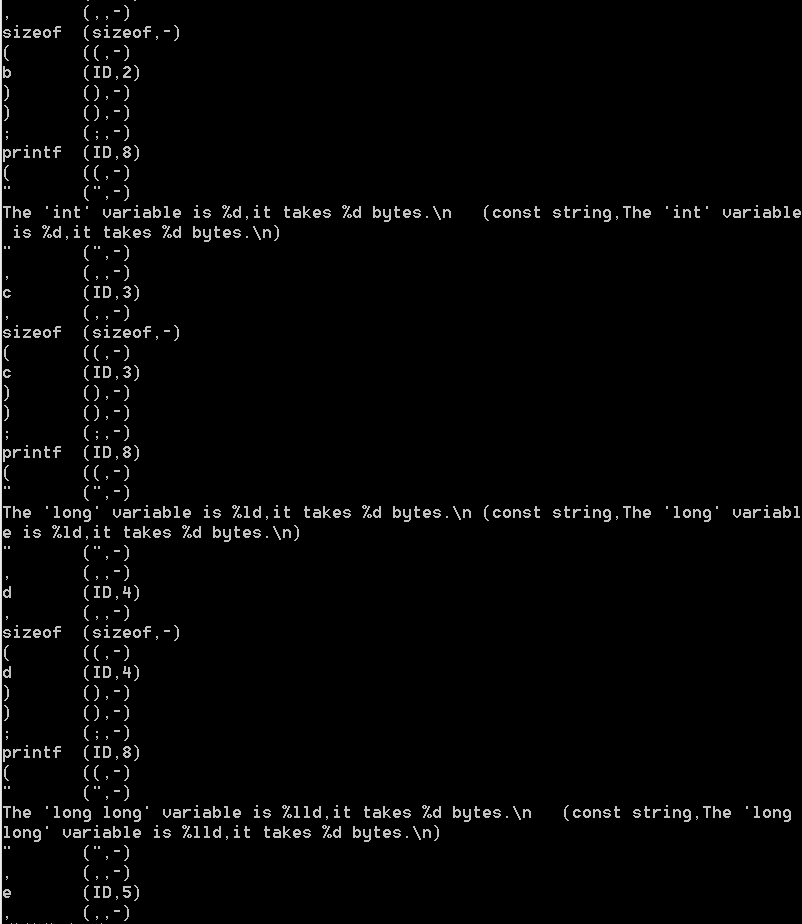 ,       (,,-)
sizeof  (sizeof,-)
(       ((,-)
b       (ID,2)
)       (),-)
)       (),-)
;       (;,-)
printf  (ID,8)
(       ((,-)
"       (",-)
The 'int' variable is %d,it takes %d bytes.\n   (const string,The 'int' variable
 is %d,it takes %d bytes.\n)
"       (",-)
,       (,,-)
c       (ID,3)
,       (,,-)
sizeof  (sizeof,-)
(       ((,-)
c       (ID,3)
)       (),-)
)       (),-)
;       (;,-)
printf  (ID,8)
(       ((,-)
"       (",-)
The 'long' variable is %ld,it takes %d bytes.\n (const string,The 'long' variabl
e is %ld,it takes %d bytes.\n)
"       (",-)
,       (,,-)
d       (ID,4)
,       (,,-)
sizeof  (sizeof,-)
(       ((,-)
d       (ID,4)
)       (),-)
)       (),-)
;       (;,-)
printf  (ID,8)
(       ((,-)
"       (",-)
The 'long long' variable is %lld,it takes %d bytes.\n   (const string,The 'long
long' variable is %lld,it takes %d bytes.\n)
"       (",-)
,       (,,-)
e       (ID,5)
,       (,,-)